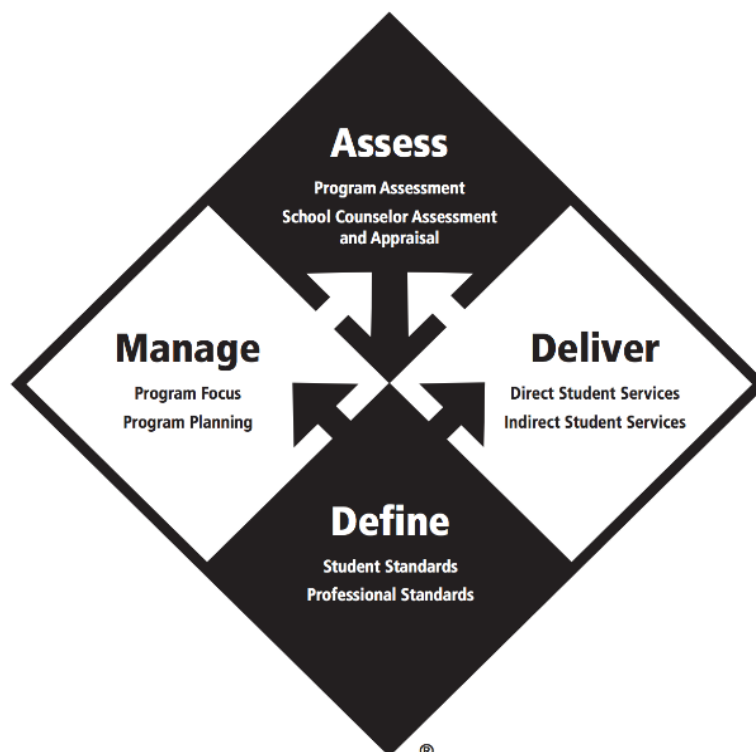 Assess
Program Assessment
School Counselor Assessment
and Appraisal
Manage
Program Focus
Program Planning
Deliver
Direct Student Services
Indirect Student Services
Define
Student Standards
Professional Standards
®